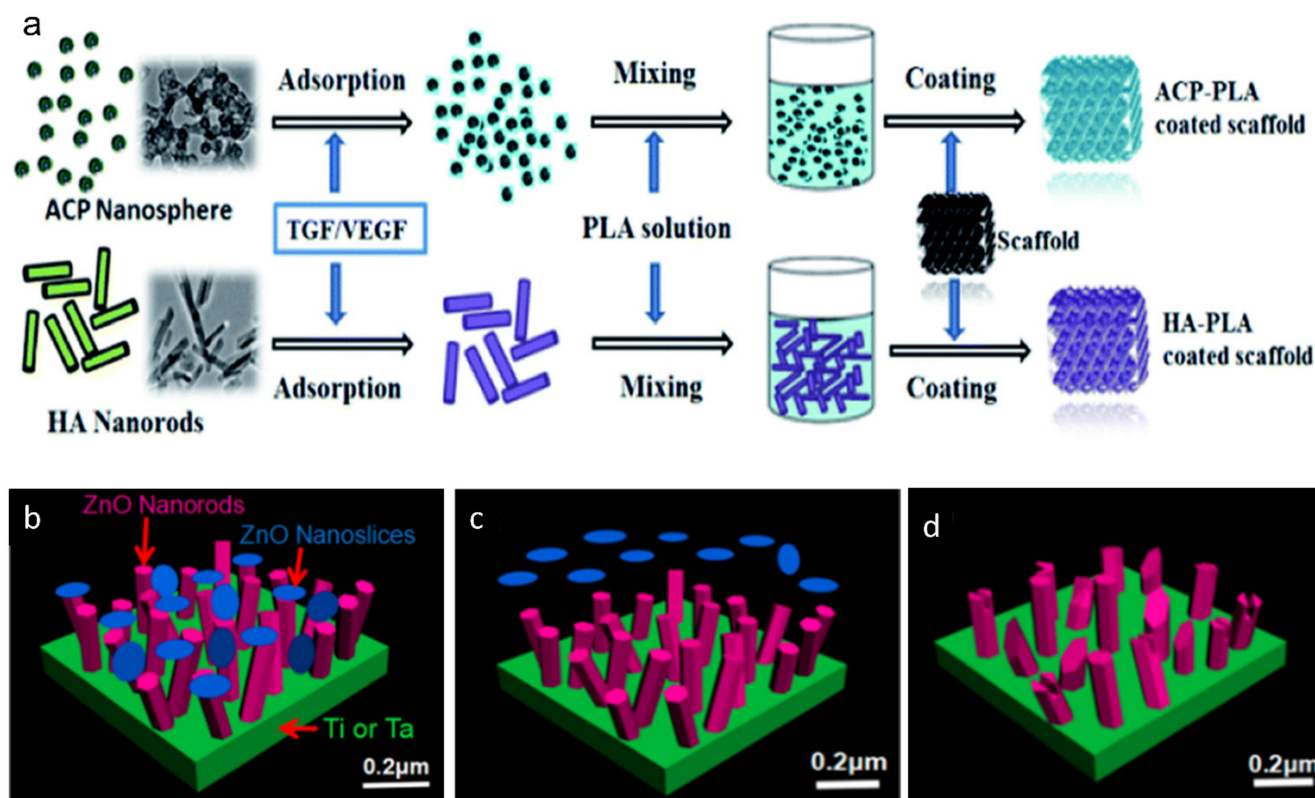 a
Adsorption
Mixing
Coating
ACP-PLA
coated scaffold
ACP Nanosphere
TGF/VEGF
PLA solution
Scaffold
HA Nanorods
Adsorption
Mixing
Coating
HA-PLA
coated scaffold
b
ZnO Nanorods
ZnO Nanoslices
Ti or Ta
0.2μm
c
0.2μm
d
0.2μm